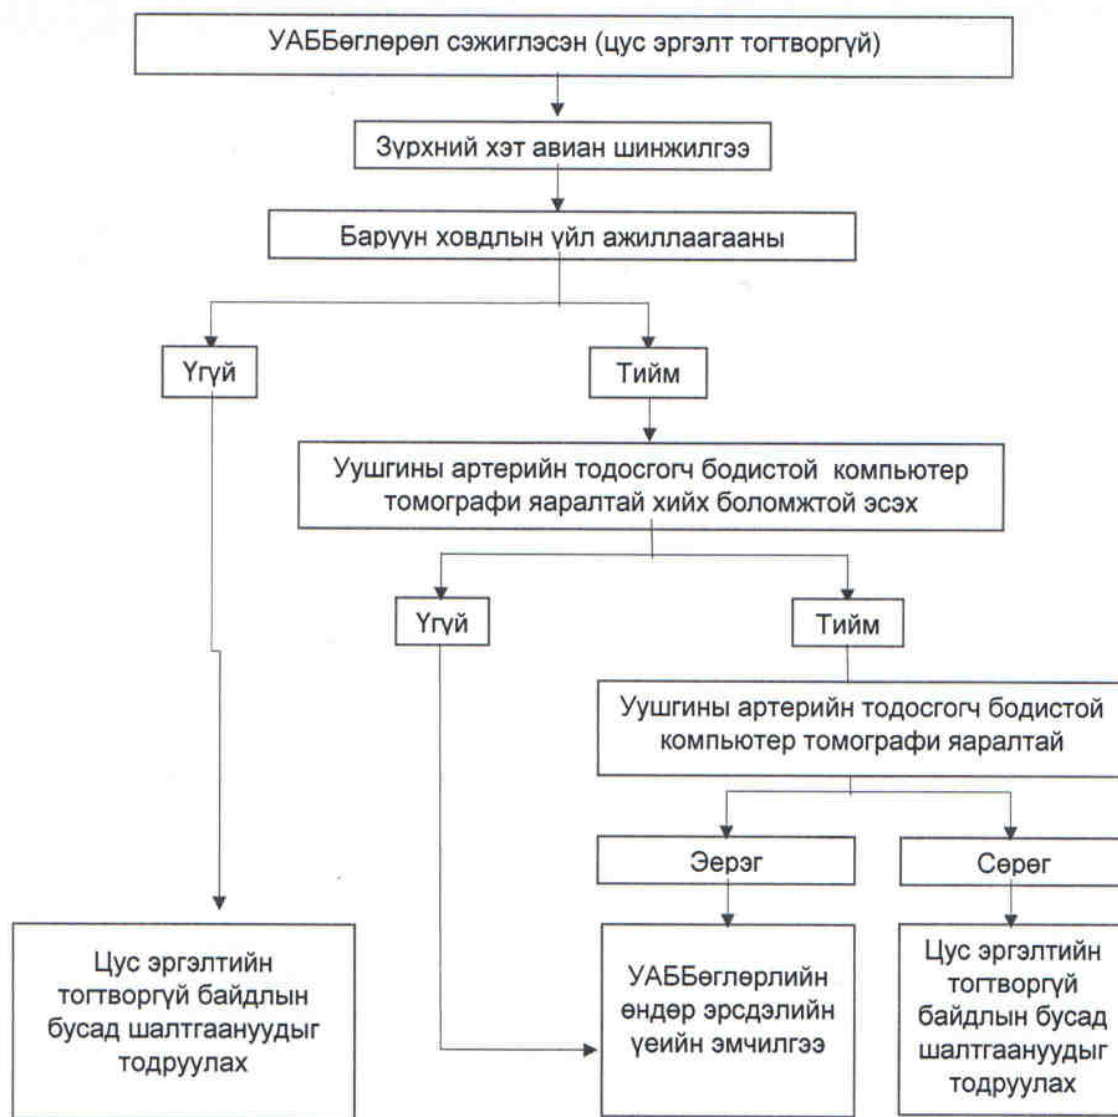 УАББөглөрөл сэжиглэсэн (цус эргэлт тогтворгүй)
Зүрхний хэт авиан шинжилгээ
Баруун ховдлын үйл ажиллаагааны
Үгүй
Тийм
Уушгины артерийн тодосгогч бодистой компьютер
томографи яаралтай хийх боломжтой эсэх
Үгүй
Тийм
Уушгины артерийн тодосгогч бодистой
компьютер томографи яаралтай
Эерэг
Сөрөг
Цус эргэлтийн
тогтворгүй байдлын
бусад шалтгаануудыг
тодруулах
УАББөглөрлийн
өндөр эрсдэлийн
үеийн эмчилгээ
Цус эргэлтийн
тогтворгүй
байдлын бусад
шалтгаануудыг
тодруулах